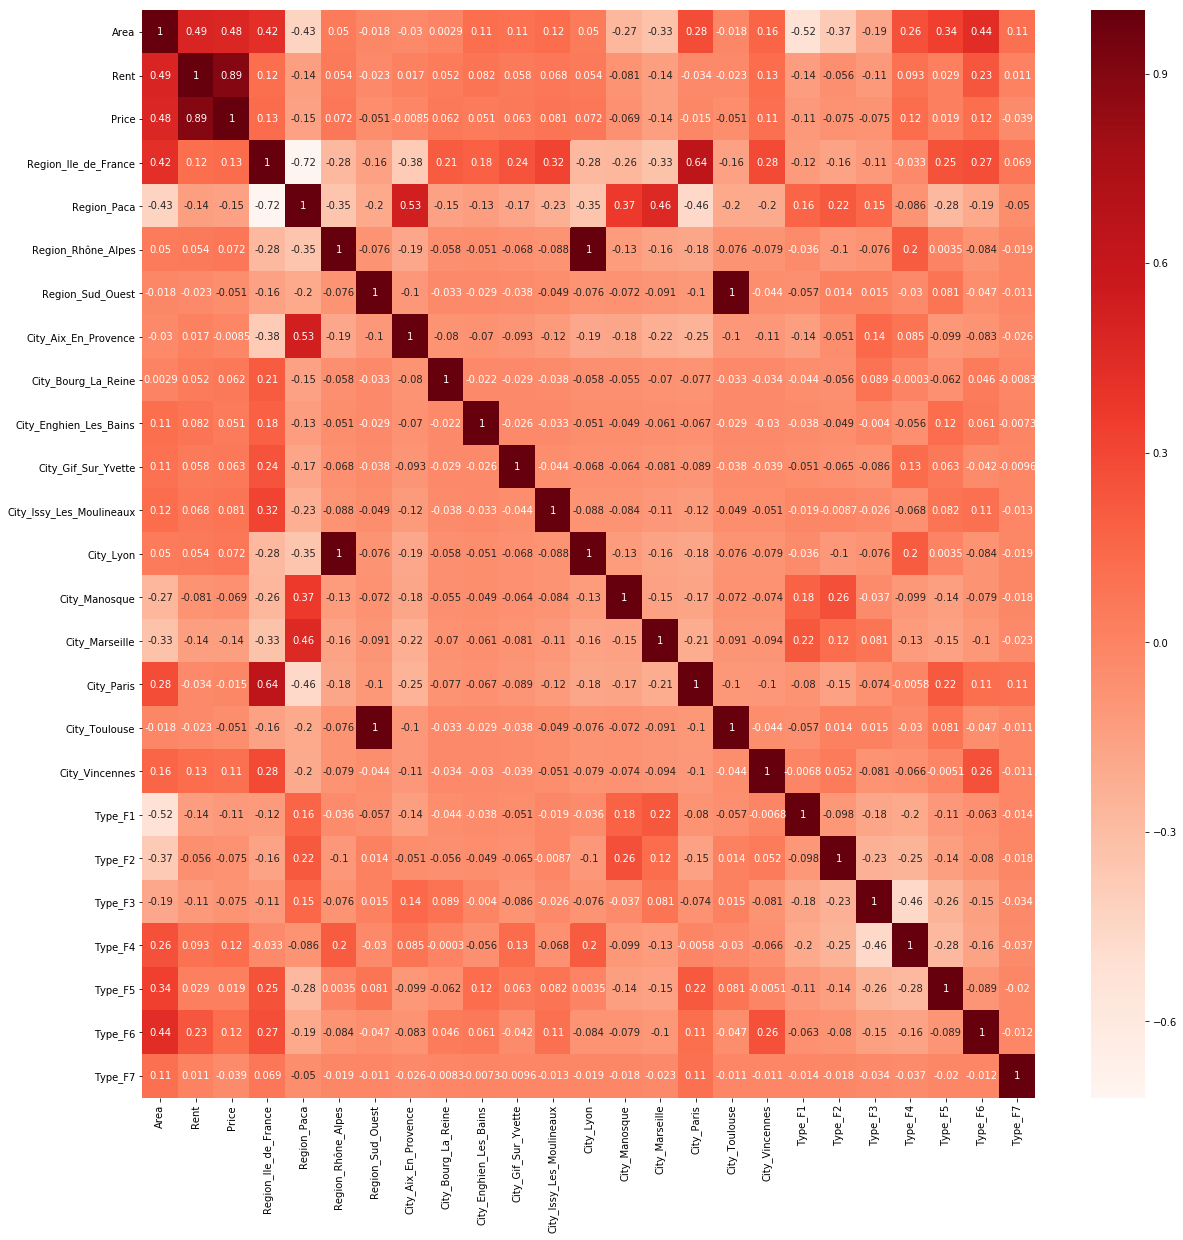 Area 1 0.49 0.48 0.42 -0.43 0.05 -0.018 -0.03 0.0029 0.11 0.11 0.12 0.05 -0.27 -0.33 0.28 -0.018 0.16 -0.52 -0.37 -0.19 0.26 0.34 0.44 0.11
Rent 0.49 1 0.89 0.12 -0.14 0.054 -0.023 0.017 0.052 0.082 0.058 0.068 0.054 -0.081 -0.14 -0.034 -0.023 0.13 -0.14 -0.056 -0.11 0.093 0.029 0.23 0.011
0.9
Price 0.48 0.89 1 0.13 -0.15 0.072 -0.051 -0.0085 0.062 0.051 0.063 0.081 0.072 -0.069 -0.14 -0.015 -0.051 0.11 -0.11 -0.075 -0.075 0.12 0.019 0.12 -0.039
Region_Ile_de_France 0.42 0.12 0.13 1 -0.72 -0.28 -0.16 -0.38 0.21 0.18 0.24 0.32 -0.28 -0.26 -0.33 0.64 -0.16 0.28 -0.12 -0.16 -0.11 -0.033 0.25 0.27 0.069
Region_Paca -0.43 -0.14 -0.15 -0.72 1 -0.35 -0.2 0.53 -0.15 -0.13 -0.17 -0.23 -0.35 0.37 0.46 -0.46 -0.2 -0.2 0.16 0.22 0.15 -0.086 -0.28 -0.19 -0.05
Region_Rhône_Alpes 0.05 0.054 0.072 -0.28 -0.35 1 -0.076 -0.19 -0.058 -0.051 -0.068 -0.088 1 -0.13 -0.16 -0.18 -0.076 -0.079 -0.036 -0.1 -0.076 0.2 0.0035 -0.084 -0.019
0.6
Region_Sud_Ouest -0.018 -0.023 -0.051 -0.16 -0.2 -0.076 1 -0.1 -0.033 -0.029 -0.038 -0.049 -0.076 -0.072 -0.091 -0.1 1 -0.044 -0.057 0.014 0.015 -0.03 0.081 -0.047 -0.011
City_Aix_En_Provence -0.03 0.017 -0.0085 -0.38 0.53 -0.19 -0.1 1 -0.08 -0.07 -0.093 -0.12 -0.19 -0.18 -0.22 -0.25 -0.1 -0.11 -0.14 -0.051 0.14 0.085 -0.099 -0.083 -0.026
City_Bourg_La_Reine 0.0029 0.052 0.062 0.21 -0.15 -0.058 -0.033 -0.08 1 -0.022 -0.029 -0.038 -0.058 -0.055 -0.07 -0.077 -0.033 -0.034 -0.044 -0.056 0.089 -0.0003 -0.062 0.046 -0.0083
City_Enghien_Les_Bains 0.11 0.082 0.051 0.18 -0.13 -0.051 -0.029 -0.07 -0.022 1 -0.026 -0.033 -0.051 -0.049 -0.061 -0.067 -0.029 -0.03 -0.038 -0.049 -0.004 -0.056 0.12 0.061 -0.0073
0.3
City_Gif_Sur_Yvette 0.11 0.058 0.063 0.24 -0.17 -0.068 -0.038 -0.093 -0.029 -0.026 1 -0.044 -0.068 -0.064 -0.081 -0.089 -0.038 -0.039 -0.051 -0.065 -0.086 0.13 0.063 -0.042 -0.0096
City_Issy_Les_Moulineaux 0.12 0.068 0.081 0.32 -0.23 -0.088 -0.049 -0.12 -0.038 -0.033 -0.044 1 -0.088 -0.084 -0.11 -0.12 -0.049 -0.051 -0.019 -0.0087 -0.026 -0.068 0.082 0.11 -0.013
City_Lyon 0.05 0.054 0.072 -0.28 -0.35 1 -0.076 -0.19 -0.058 -0.051 -0.068 -0.088 1 -0.13 -0.16 -0.18 -0.076 -0.079 -0.036 -0.1 -0.076 0.2 0.0035 -0.084 -0.019
City_Manosque -0.27 -0.081 -0.069 -0.26 0.37 -0.13 -0.072 -0.18 -0.055 -0.049 -0.064 -0.084 -0.13 1 -0.15 -0.17 -0.072 -0.074 0.18 0.26 -0.037 -0.099 -0.14 -0.079 -0.018
City_Marseille -0.33 -0.14 -0.14 -0.33 0.46 -0.16 -0.091 -0.22 -0.07 -0.061 -0.081 -0.11 -0.16 -0.15 1 -0.21 -0.091 -0.094 0.22 0.12 0.081 -0.13 -0.15 -0.1 -0.023
0.0
City_Paris 0.28 -0.034 -0.015 0.64 -0.46 -0.18 -0.1 -0.25 -0.077 -0.067 -0.089 -0.12 -0.18 -0.17 -0.21 1 -0.1 -0.1 -0.08 -0.15 -0.074 -0.0058 0.22 0.11 0.11
City_Toulouse -0.018 -0.023 -0.051 -0.16 -0.2 -0.076 1 -0.1 -0.033 -0.029 -0.038 -0.049 -0.076 -0.072 -0.091 -0.1 1 -0.044 -0.057 0.014 0.015 -0.03 0.081 -0.047 -0.011
City_Vincennes 0.16 0.13 0.11 0.28 -0.2 -0.079 -0.044 -0.11 -0.034 -0.03 -0.039 -0.051 -0.079 -0.074 -0.094 -0.1 -0.044 1 -0.0068 0.052 -0.081 -0.066 -0.0051 0.26 -0.011
Type_F1 -0.52 -0.14 -0.11 -0.12 0.16 -0.036 -0.057 -0.14 -0.044 -0.038 -0.051 -0.019 -0.036 0.18 0.22 -0.08 -0.057 -0.0068 1 -0.098 -0.18 -0.2 -0.11 -0.063 -0.014
−0.3
Type_F2 -0.37 -0.056 -0.075 -0.16 0.22 -0.1 0.014 -0.051 -0.056 -0.049 -0.065 -0.0087 -0.1 0.26 0.12 -0.15 0.014 0.052 -0.098 1 -0.23 -0.25 -0.14 -0.08 -0.018
Type_F3 -0.19 -0.11 -0.075 -0.11 0.15 -0.076 0.015 0.14 0.089 -0.004 -0.086 -0.026 -0.076 -0.037 0.081 -0.074 0.015 -0.081 -0.18 -0.23 1 -0.46 -0.26 -0.15 -0.034
Type_F4 0.26 0.093 0.12 -0.033 -0.086 0.2 -0.03 0.085 -0.0003 -0.056 0.13 -0.068 0.2 -0.099 -0.13 -0.0058 -0.03 -0.066 -0.2 -0.25 -0.46 1 -0.28 -0.16 -0.037
Type_F5 0.34 0.029 0.019 0.25 -0.28 0.0035 0.081 -0.099 -0.062 0.12 0.063 0.082 0.0035 -0.14 -0.15 0.22 0.081 -0.0051 -0.11 -0.14 -0.26 -0.28 1 -0.089 -0.02
−0.6
Type_F6 0.44 0.23 0.12 0.27 -0.19 -0.084 -0.047 -0.083 0.046 0.061 -0.042 0.11 -0.084 -0.079 -0.1 0.11 -0.047 0.26 -0.063 -0.08 -0.15 -0.16 -0.089 1 -0.012
Type_F7 0.11 0.011 -0.039 0.069 -0.05 -0.019 -0.011 -0.026 -0.0083 -0.0073 -0.0096 -0.013 -0.019 -0.018 -0.023 0.11 -0.011 -0.011 -0.014 -0.018 -0.034 -0.037 -0.02 -0.012 1
Area
Rent
Price
Region_Ile_de_France
Region_Paca
Region_Rhône_Alpes
Region_Sud_Ouest
City_Aix_En_Provence
City_Bourg_La_Reine
City_Enghien_Les_Bains
City_Gif_Sur_Yvette
City_Issy_Les_Moulineaux
City_Lyon
City_Manosque
City_Marseille
City_Paris
City_Toulouse
City_Vincennes
Type_F1
Type_F2
Type_F3
Type_F4
Type_F5
Type_F6
Type_F7